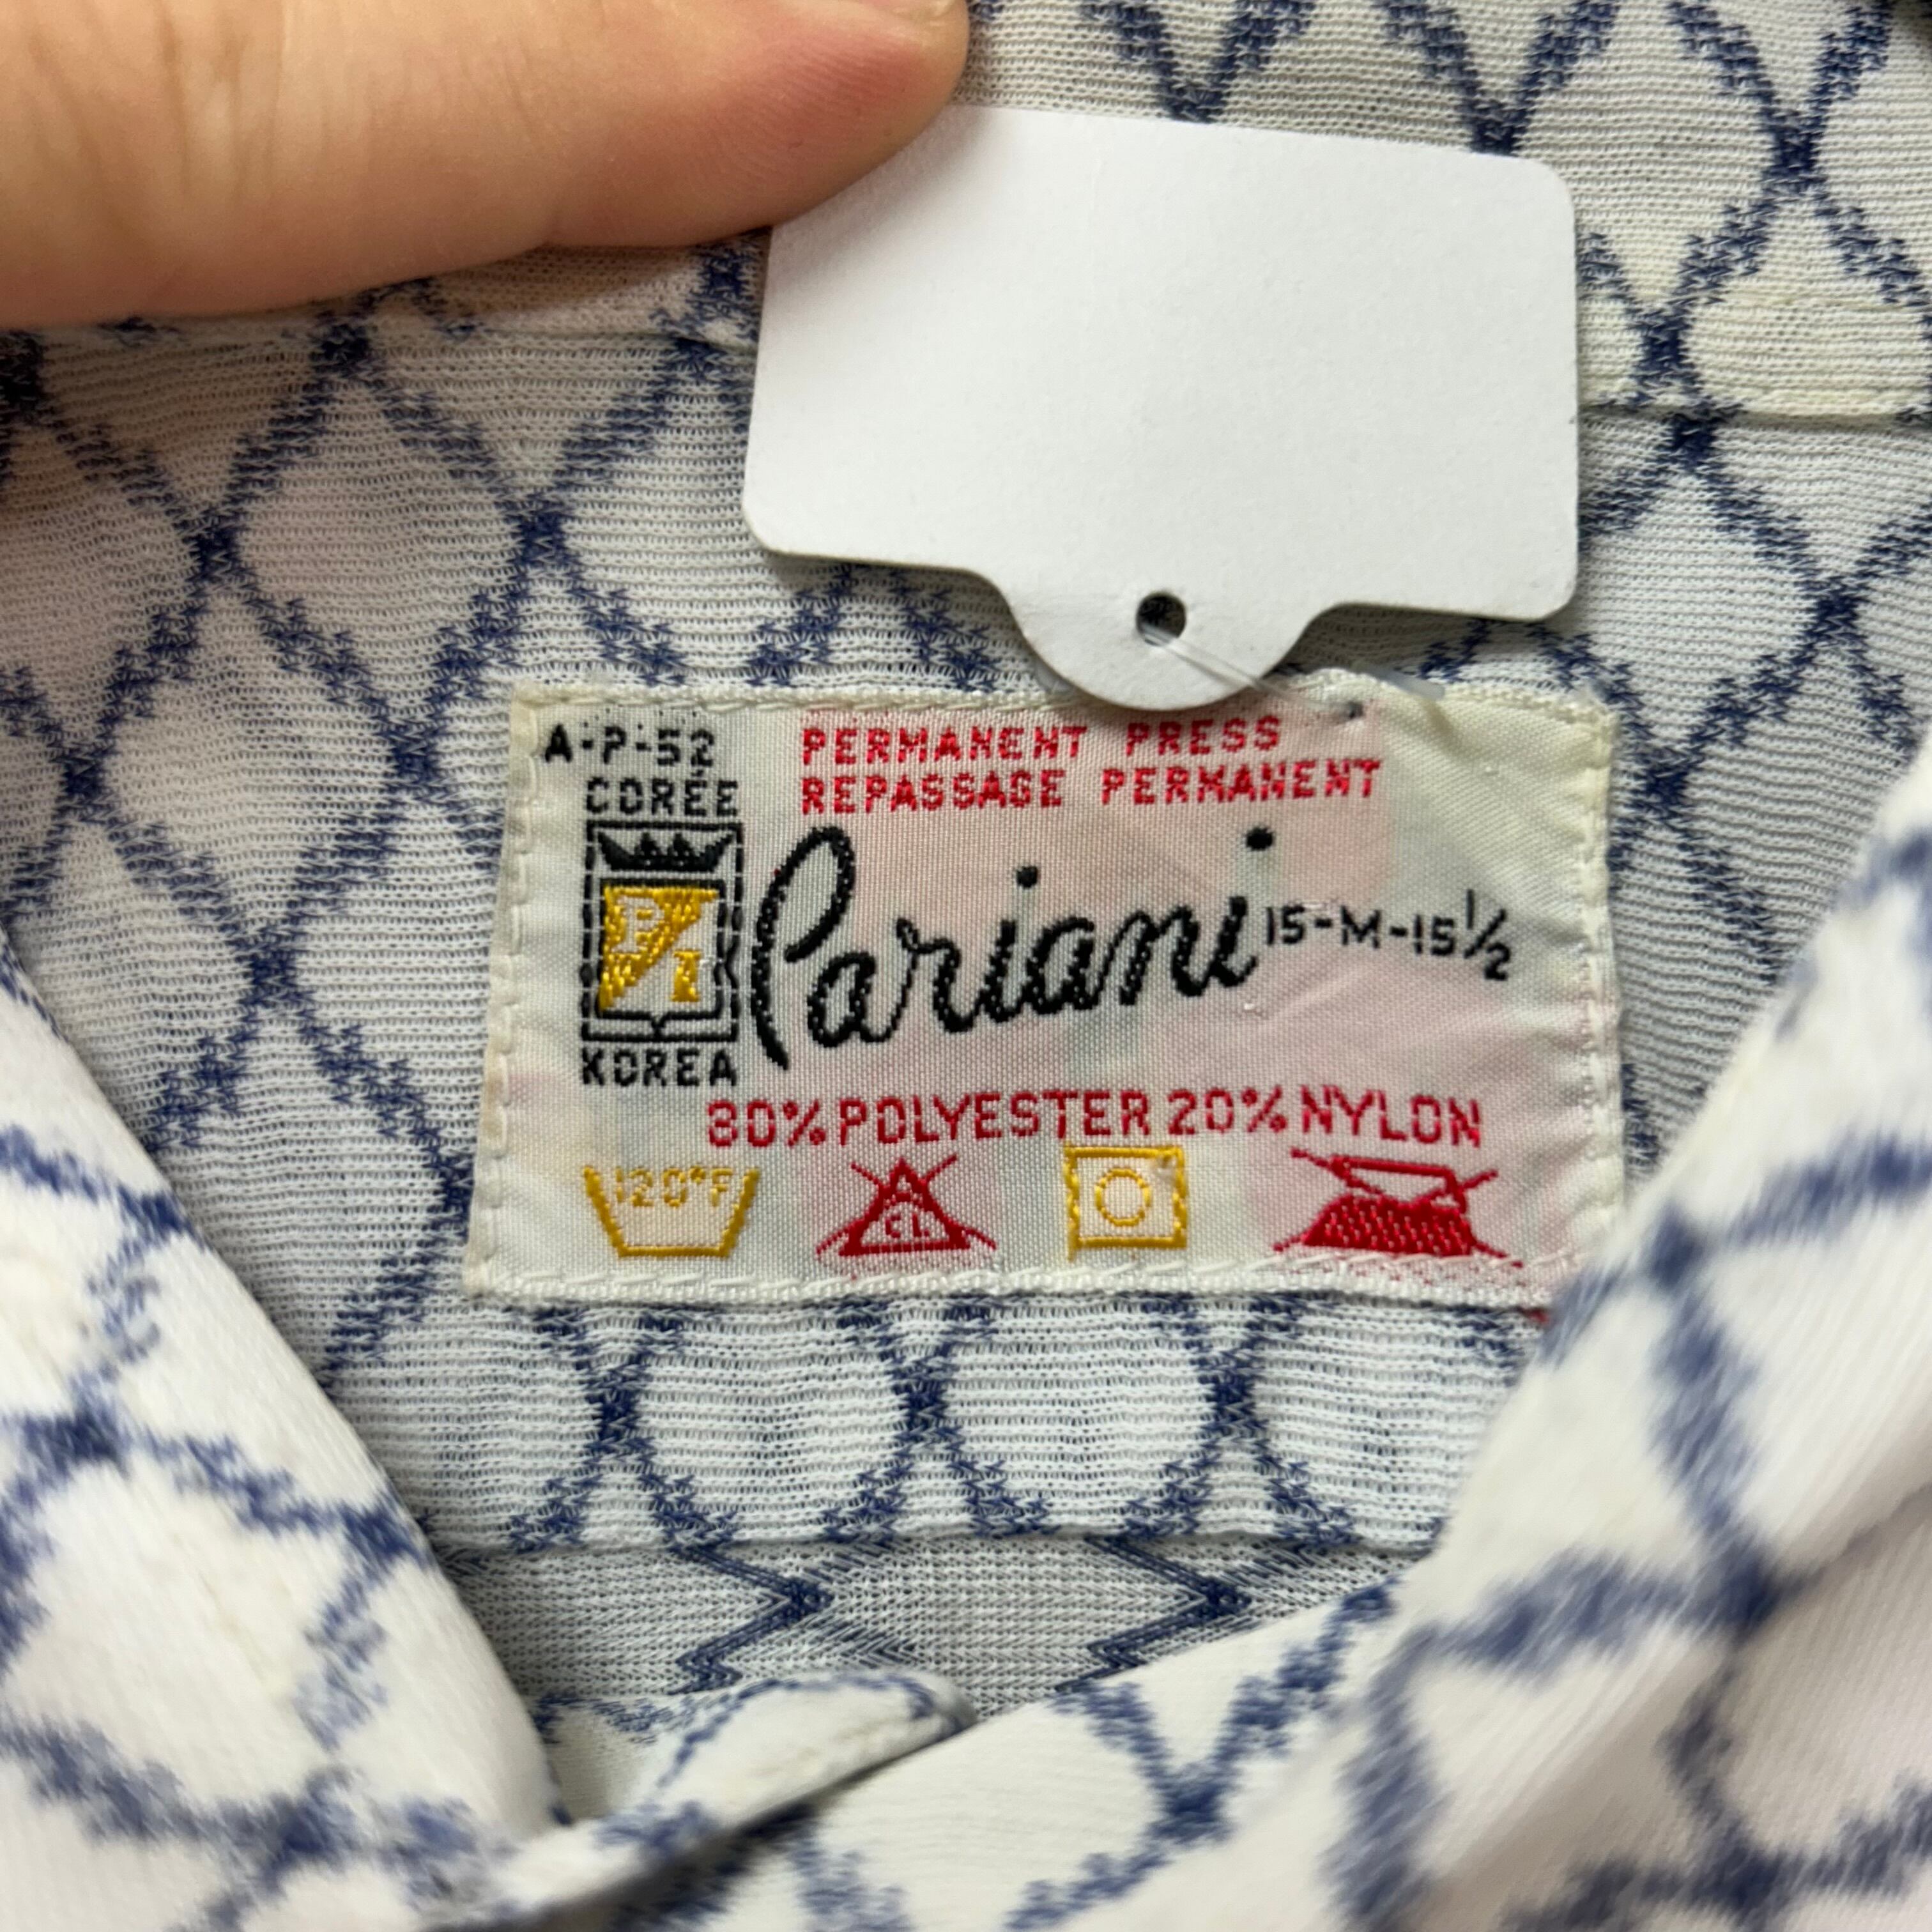 A-P-52
PERMANENT PRESS
REPASSAGE PERMANENT
CORÉE
P
I
KOREA
Pariani
15-M-15½
80% POLYESTER 20% NYLON
120°F
CL